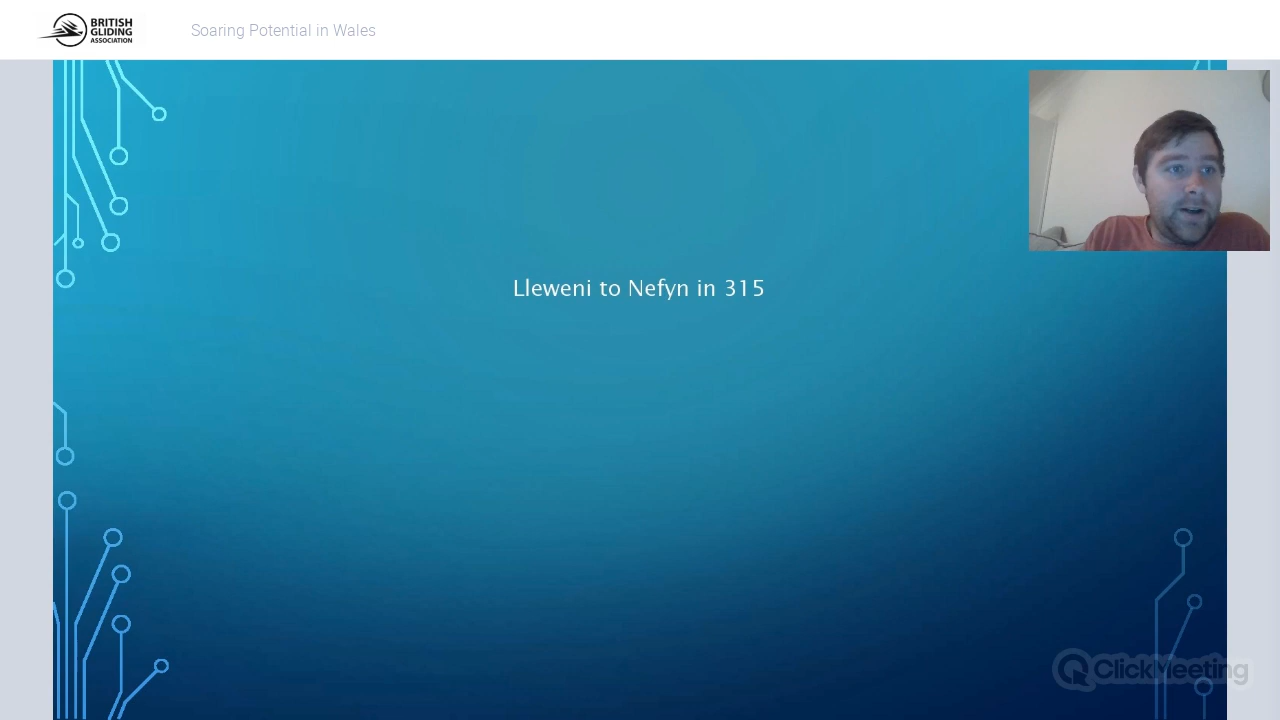 BRITISH
GLIDING
ASSOCIATION
Soaring Potential in Wales
Lleweni to Nefyn in 315
ClickMeeting